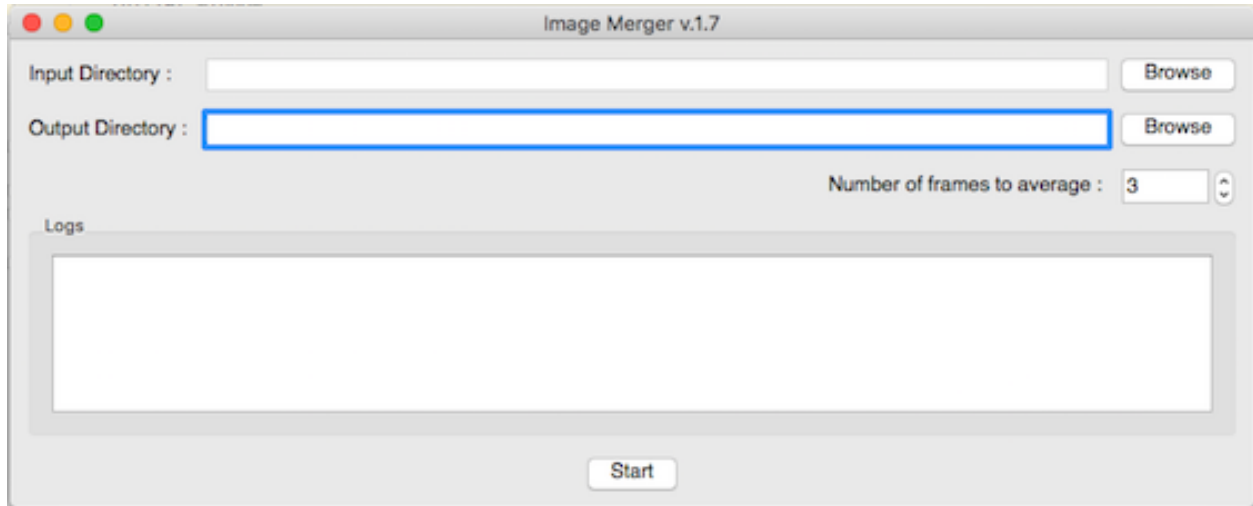 Image Merger v.1.7
Input Directory : Browse
Output Directory : Browse
Number of frames to average : 3
Logs
Start